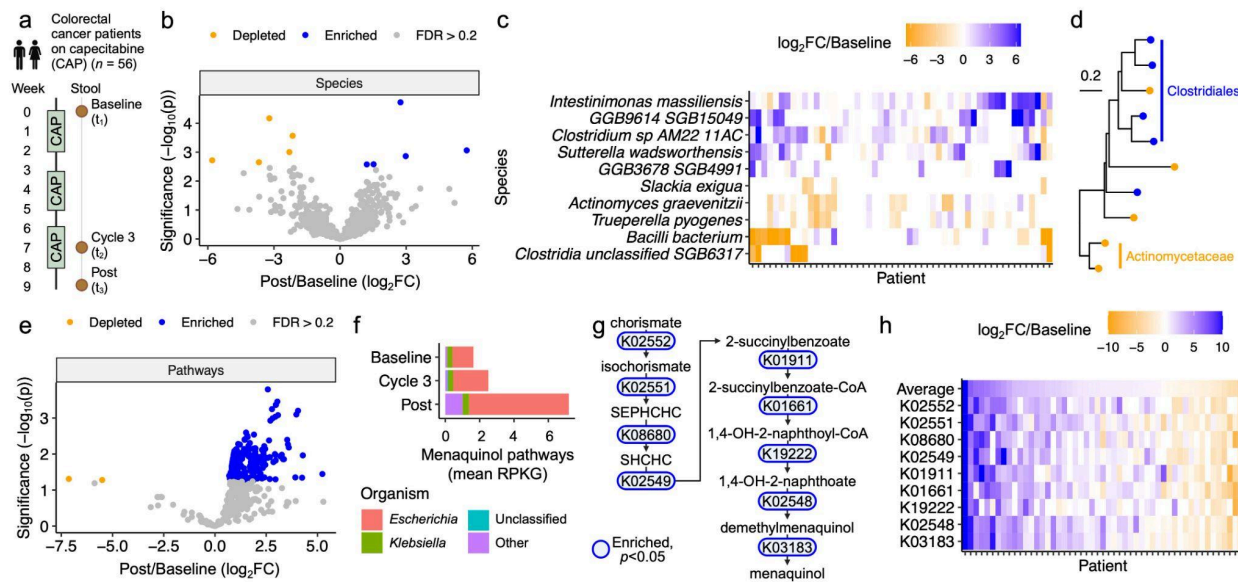 a
Colorectal
cancer patients
on capecitabine
(CAP) (n = 56)
Week
Stool
0
1
2
3
4
5
6
7
8
9
CAP
CAP
CAP
Baseline
(t₁)
Cycle 3
(t₂)
Post
(t₃)
b
Depleted
Enriched
FDR > 0.2
Species
Significance (−log₁₀(p))
4
3
2
1
0
−6
−3
0
3
6
Post/Baseline (log₂FC)
c
log₂FC/Baseline
−6
−3
0
3
6
Species
Intestinimonas massiliensis
GGB9614 SGB15049
Clostridium sp AM22 11AC
Sutterella wadsworthensis
GGB3678 SGB4991
Slackia exigua
Actinomyces graevenitzii
Trueperella pyogenes
Bacilli bacterium
Clostridia unclassified SGB6317
Patient
d
0.2
Clostridiales
Actinomycetaceae
e
Depleted
Enriched
FDR > 0.2
Pathways
Significance (−log₁₀(p))
3
2
1
0
−7.5
−5.0
−2.5
0.0
2.5
5.0
Post/Baseline (log₂FC)
f
Baseline
Cycle 3
Post
0
2
4
6
Menaquinol pathways
(mean RPKG)
Organism
Escherichia
Unclassified
Klebsiella
Other
g
chorismate
K02552
isochorismate
K02551
SEPHCHC
K08680
SHCHC
K02549
2-succinylbenzoate
K01911
2-succinylbenzoate-CoA
K01661
1,4-OH-2-naphthoyl-CoA
K19222
1,4-OH-2-naphthoate
K02548
demethylmenaquinol
K03183
menaquinol
Enriched,
p<0.05
h
log₂FC/Baseline
−10
−5
0
5
10
Average
K02552
K02551
K08680
K02549
K01911
K01661
K19222
K02548
K03183
Patient